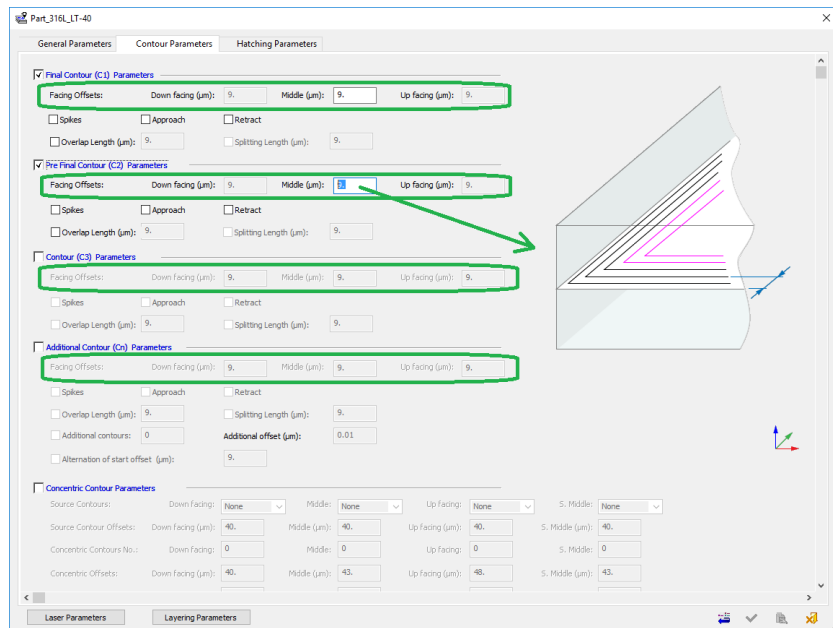 Part_316L_LT-40
General Parameters Contour Parameters Hatching Parameters
Final Contour (C1) Parameters
Facing Offsets: Down facing (µm): 9. Middle (µm): 9. Up facing (µm): 9.
Spikes Approach Retract
Overlap Length (µm): 9. Splitting Length (µm): 9.
Pre Final Contour (C2) Parameters
Facing Offsets: Down facing (µm): 9. Middle (µm): 9. Up facing (µm): 9.
Spikes Approach Retract
Overlap Length (µm): 9. Splitting Length (µm): 9.
Contour (C3) Parameters
Facing Offsets: Down facing (µm): 9. Middle (µm): 9. Up facing (µm): 9.
Spikes Approach Retract
Overlap Length (µm): 9. Splitting Length (µm): 9.
Additional Contour (Cn) Parameters
Facing Offsets: Down facing (µm): 9. Middle (µm): 9. Up facing (µm): 9.
Spikes Approach Retract
Overlap Length (µm): 9. Splitting Length (µm): 9.
Additional contours: 0 Additional offset (µm): 0.01
Alternation of start offset (µm): 9.
Concentric Contour Parameters
Source Contours: Down facing: None Middle: None Up facing: None S. Middle: None
Source Contour Offsets: Down facing (µm): 40. Middle (µm): 40. Up facing (µm): 40. S. Middle (µm): 40.
Concentric Contours No.: Down facing: 0 Middle: 0 Up facing: 0 S. Middle: 0
Concentric Offsets: Down facing (µm): 40. Middle (µm): 43. Up facing (µm): 48. S. Middle (µm): 43.
Laser Parameters Layering Parameters